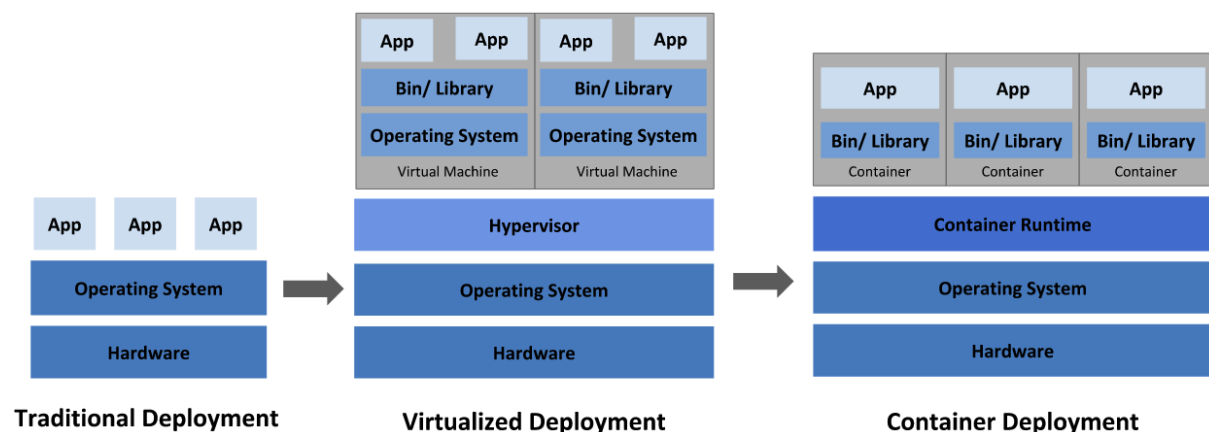 App
App
App
Operating System
Hardware
Traditional Deployment
App
App
Bin/ Library
Operating System
Virtual Machine
App
App
Bin/ Library
Operating System
Virtual Machine
Hypervisor
Operating System
Hardware
Virtualized Deployment
App
Bin/ Library
Container
App
Bin/ Library
Container
App
Bin/ Library
Container
Container Runtime
Operating System
Hardware
Container Deployment